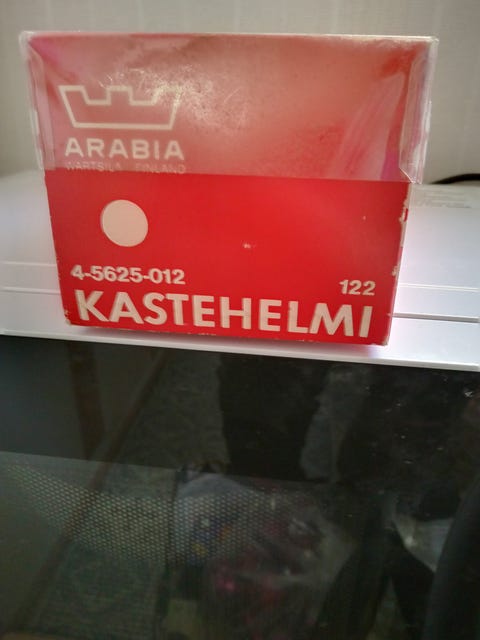 ARABIA
WÄRTSILÄ FINLAND
4-5625-012
122
KASTEHELMI